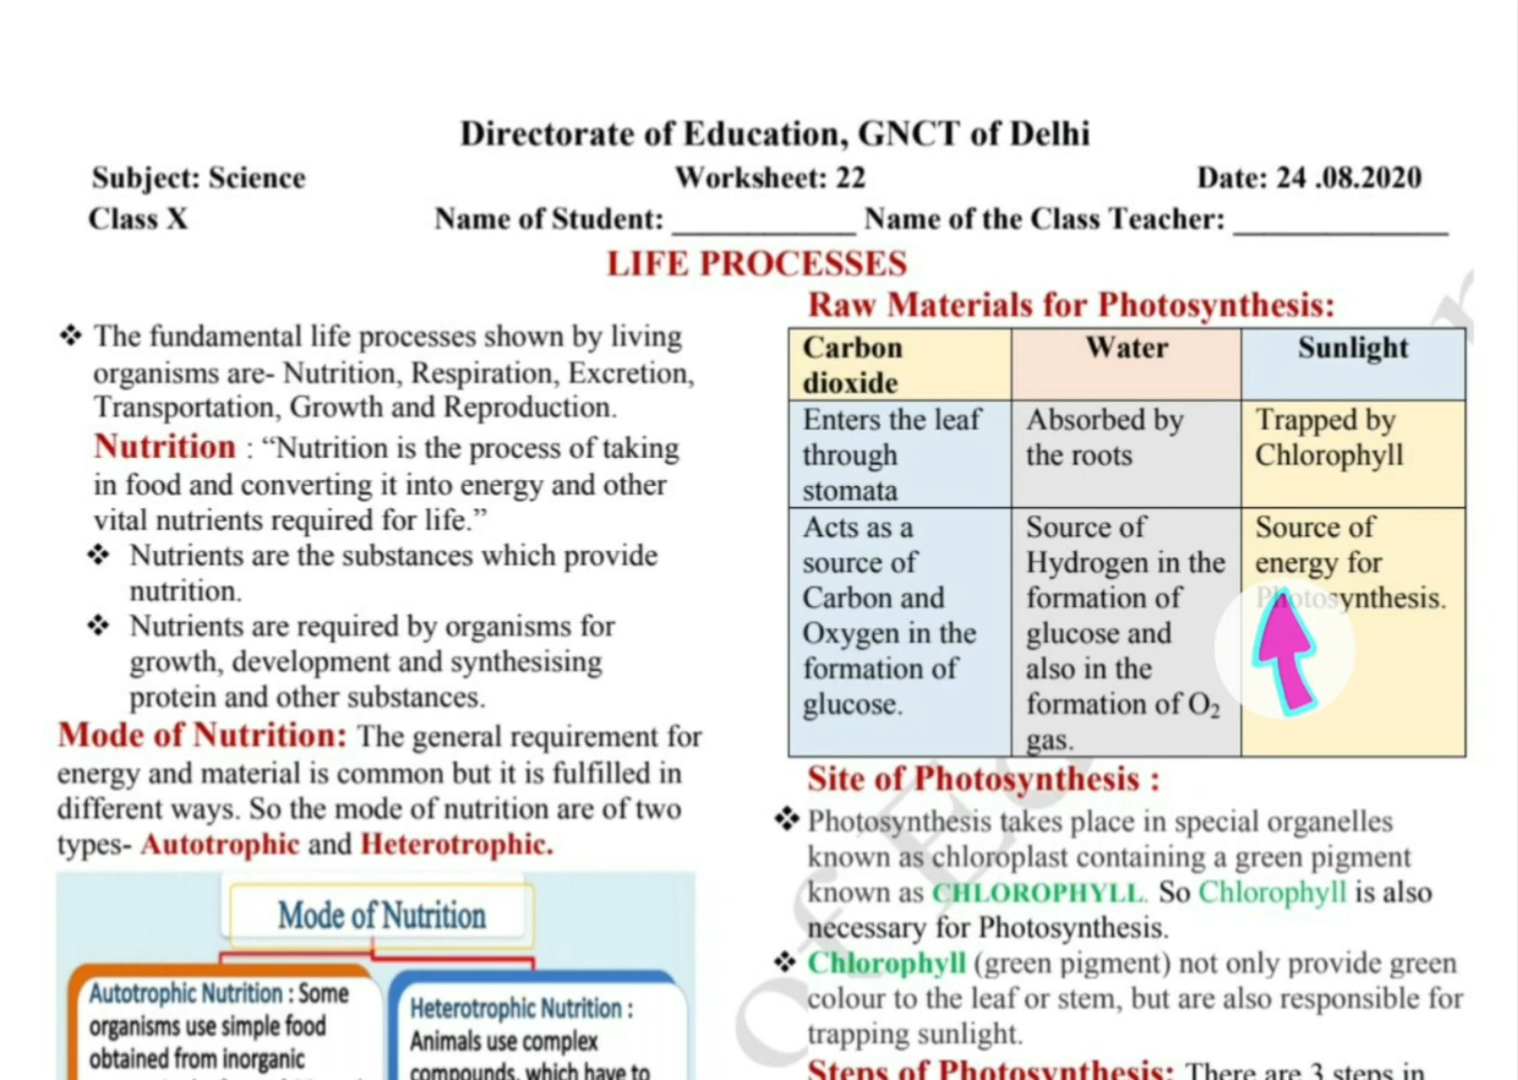 Directorate of Education, GNCT of Delhi
Subject: Science Worksheet: 22 Date: 24 .08.2020
Class X Name of Student: ____________ Name of the Class Teacher: ______________
LIFE PROCESSES
❖ The fundamental life processes shown by living
organisms are- Nutrition, Respiration, Excretion,
Transportation, Growth and Reproduction.
Nutrition : “Nutrition is the process of taking
in food and converting it into energy and other
vital nutrients required for life.”
❖ Nutrients are the substances which provide
nutrition.
❖ Nutrients are required by organisms for
growth, development and synthesising
protein and other substances.
Mode of Nutrition: The general requirement for
energy and material is common but it is fulfilled in
different ways. So the mode of nutrition are of two
types- Autotrophic and Heterotrophic.
Mode of Nutrition
Autotrophic Nutrition : Some
organisms use simple food
obtained from inorganic
Heterotrophic Nutrition :
Animals use complex
compounds, which have to
Raw Materials for Photosynthesis:
Carbon
dioxide
Water
Sunlight
Enters the leaf
through
stomata
Absorbed by
the roots
Trapped by
Chlorophyll
Acts as a
source of
Carbon and
Oxygen in the
formation of
glucose.
Source of
Hydrogen in the
formation of
glucose and
also in the
formation of O₂
gas.
Source of
energy for
Photosynthesis.
Site of Photosynthesis :
❖ Photosynthesis takes place in special organelles
known as chloroplast containing a green pigment
known as CHLOROPHYLL. So Chlorophyll is also
necessary for Photosynthesis.
❖ Chlorophyll (green pigment) not only provide green
colour to the leaf or stem, but are also responsible for
trapping sunlight.
Steps of Photosynthesis: There are 3 steps in